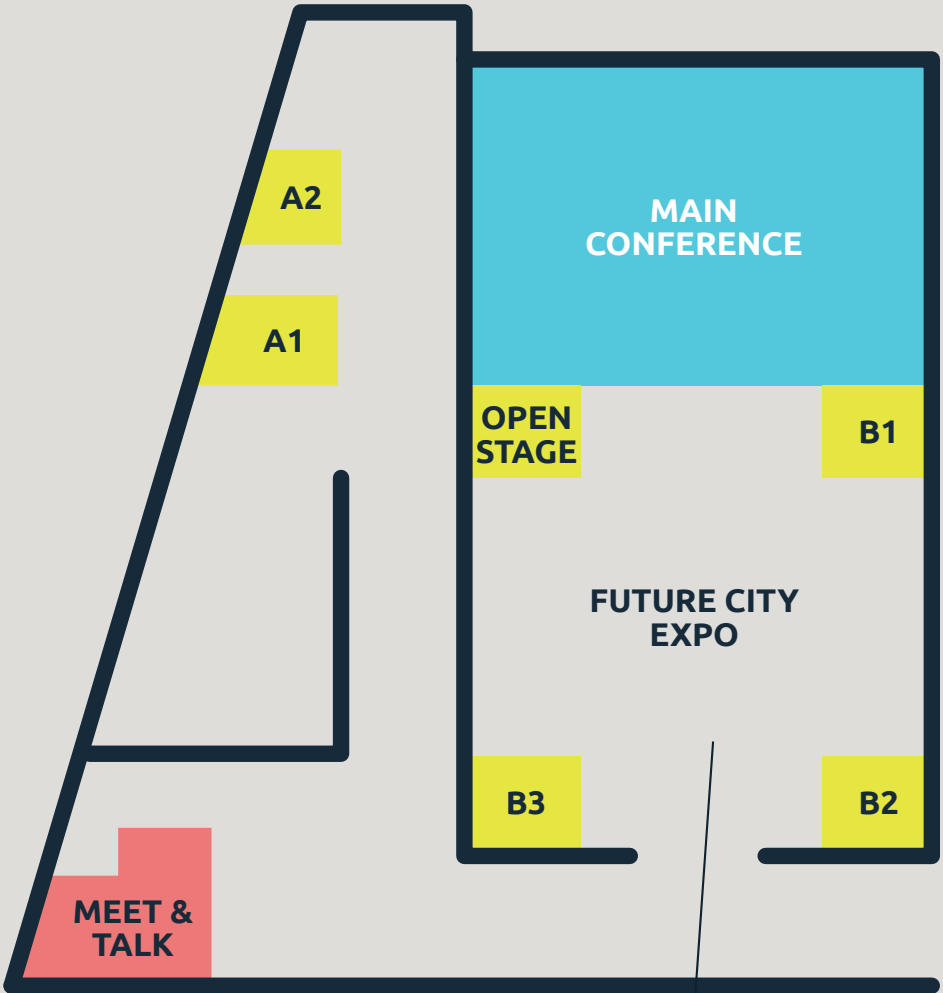 A2
MAIN
CONFERENCE
A1
OPEN
STAGE
B1
FUTURE CITY
EXPO
B3
B2
MEET &
TALK